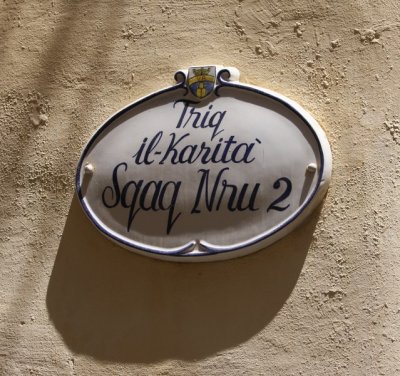 Triq
il-Karità
Sqaq Nru 2